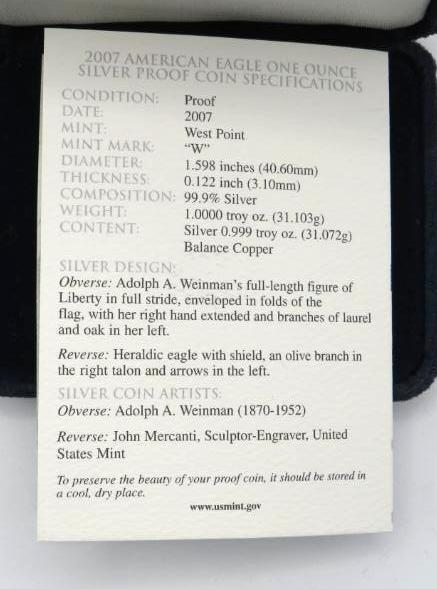 2007 AMERICAN EAGLE ONE OUNCE
SILVER PROOF COIN SPECIFICATIONS
CONDITION: Proof
DATE: 2007
MINT: West Point
MINT MARK: “W”
DIAMETER: 1.598 inches (40.60mm)
THICKNESS: 0.122 inch (3.10mm)
COMPOSITION: 99.9% Silver
WEIGHT: 1.0000 troy oz. (31.103g)
CONTENT: Silver 0.999 troy oz. (31.072g)
Balance Copper
SILVER DESIGN:
Obverse: Adolph A. Weinman’s full-length figure of
Liberty in full stride, enveloped in folds of the
flag, with her right hand extended and branches of laurel
and oak in her left.
Reverse: Heraldic eagle with shield, an olive branch in
the right talon and arrows in the left.
SILVER COIN ARTISTS:
Obverse: Adolph A. Weinman (1870-1952)
Reverse: John Mercanti, Sculptor-Engraver, United
States Mint
To preserve the beauty of your proof coin, it should be stored in
a cool, dry place.
www.usmint.gov